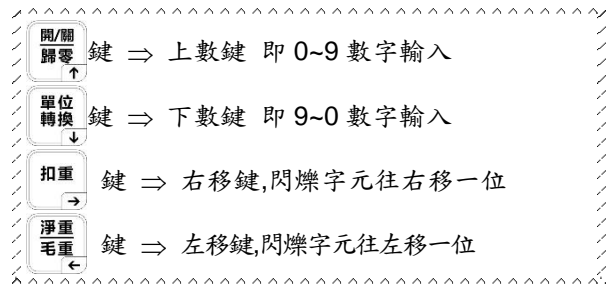 開/關
歸零
↑
鍵 ⇒ 上數鍵 即 0~9 數字輸入
單位
轉換
↓
鍵 ⇒ 下數鍵 即 9~0 數字輸入
扣重
→
鍵 ⇒ 右移鍵,閃爍字元往右移一位
淨重
毛重
←
鍵 ⇒ 左移鍵,閃爍字元往左移一位